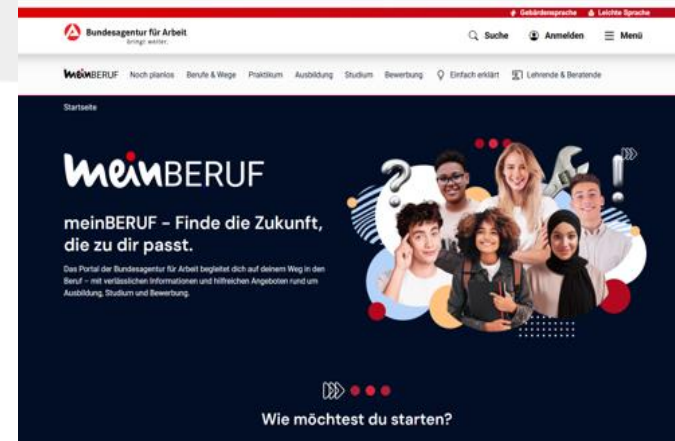 Gebärdensprache Leichte Sprache
Bundesagentur für Arbeit
bringt weiter.
Suche Anmelden Menü
meinBERUF Noch planlos Berufe & Wege Praktikum Ausbildung Studium Bewerbung Einfach erklärt Lehrende & Beratende
Startseite
meinBERUF
meinBERUF – Finde die Zukunft,
die zu dir passt.
Das Portal der Bundesagentur für Arbeit begleitet dich auf deinem Weg in den
Beruf – mit verlässlichen Informationen und hilfreichen Angeboten rund um
Ausbildung, Studium und Bewerbung.
Wie möchtest du starten?